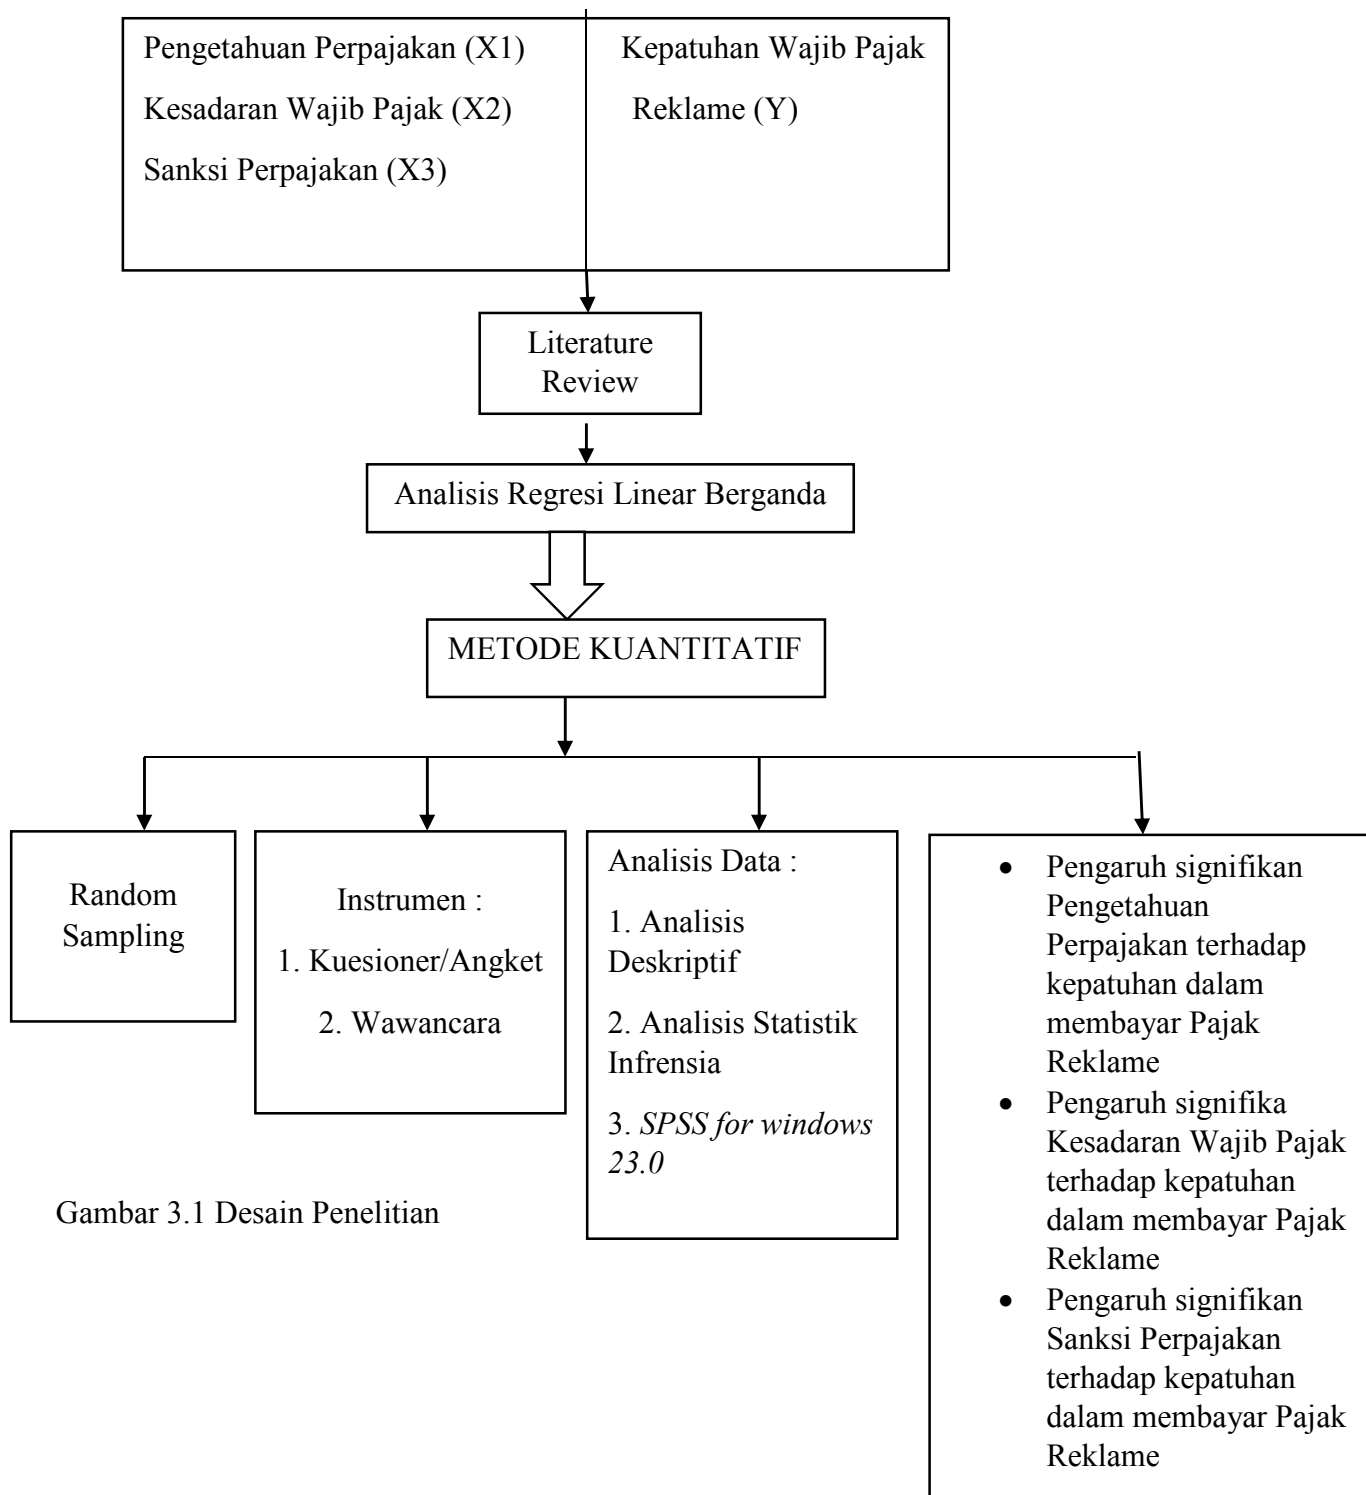 Pengetahuan Perpajakan (X1)
Kesadaran Wajib Pajak (X2)
Sanksi Perpajakan (X3)
Kepatuhan Wajib Pajak
Reklame (Y)
Literature
Review
Analisis Regresi Linear Berganda
METODE KUANTITATIF
Random
Sampling
Instrumen :
1. Kuesioner/Angket
2. Wawancara
Analisis Data :
1. Analisis
Deskriptif
2. Analisis Statistik
Infrensia
3. SPSS for windows
23.0
• Pengaruh signifikan
Pengetahuan
Perpajakan terhadap
kepatuhan dalam
membayar Pajak
Reklame
• Pengaruh signifika
Kesadaran Wajib Pajak
terhadap kepatuhan
dalam membayar Pajak
Reklame
• Pengaruh signifikan
Sanksi Perpajakan
terhadap kepatuhan
dalam membayar Pajak
Reklame
Gambar 3.1 Desain Penelitian